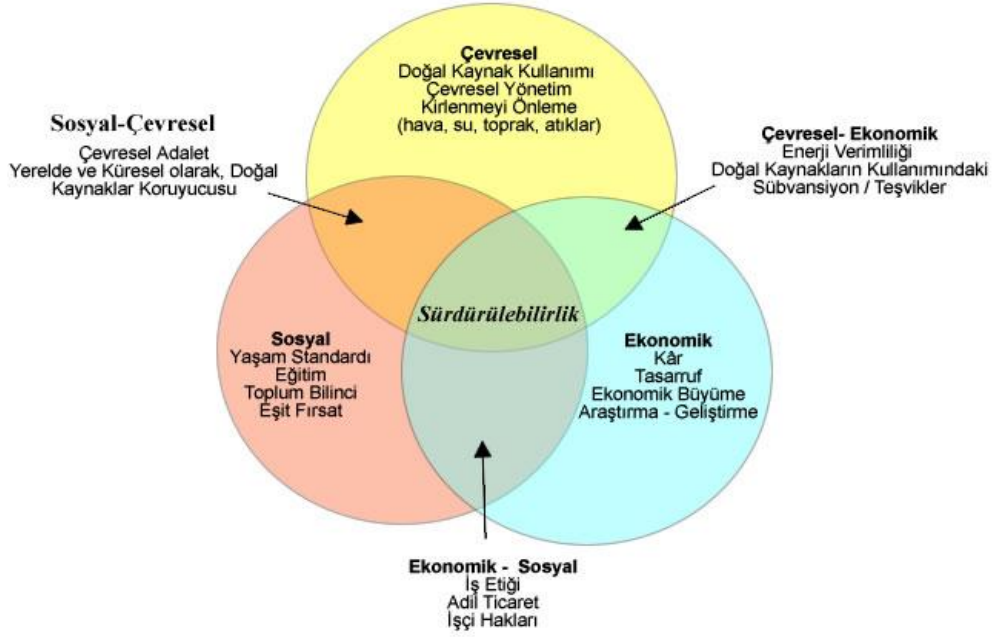 Çevresel
Doğal Kaynak Kullanımı
Çevresel Yönetim
Kirlenmeyi Önleme
(hava, su, toprak, atıklar)
Sosyal-Çevresel
Çevresel Adalet
Yerelde ve Küresel olarak, Doğal
Kaynaklar Koruyucusu
Çevresel- Ekonomik
Enerji Verimliliği
Doğal Kaynakların Kullanımındaki
Sübvansiyon / Teşvikler
Sürdürülebilirlik
Sosyal
Yaşam Standardı
Eğitim
Toplum Bilinci
Eşit Fırsat
Ekonomik
Kâr
Tasarruf
Ekonomik Büyüme
Araştırma - Geliştirme
Ekonomik - Sosyal
İş Etiği
Adil Ticaret
İşçi Hakları